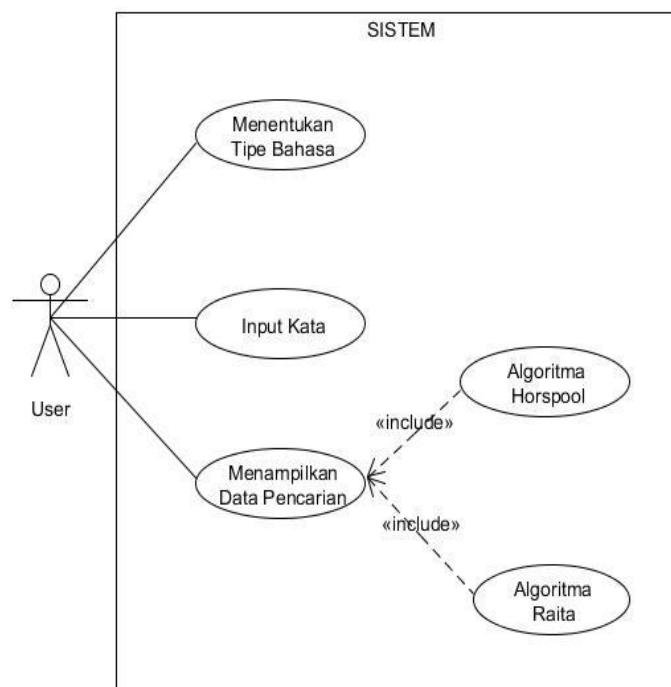 SISTEM
Menentukan
Tipe Bahasa
Input Kata
User
Algoritma
Horspool
«include»
Menampilkan
Data Pencarian
«include»
Algoritma
Raita